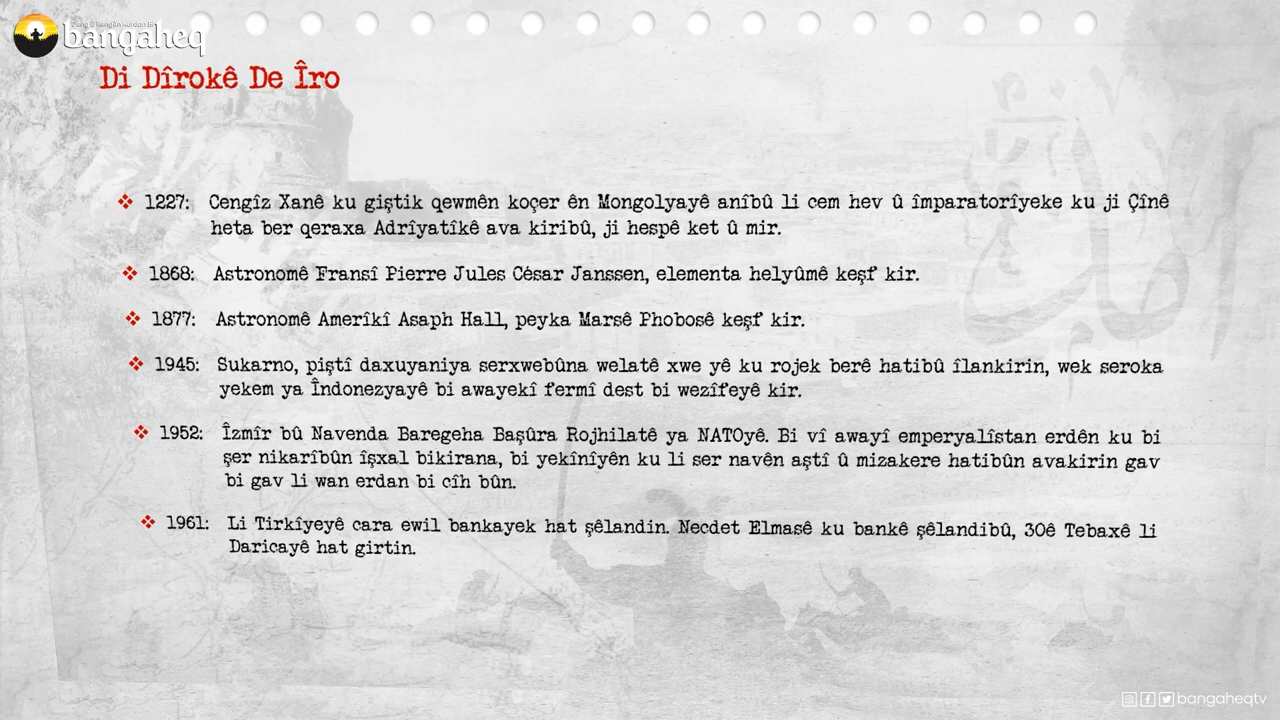 Deng û Rengên Kurdan Bi
bangaheq
Di Dîrokê De Îro
1227: Cengîz Xanê ku giştik qewmên koçer ên Mongolyayê anîbû li cem hev û împaratorîyeke ku ji Çînê
heta ber qeraxa Adrîyatîkê ava kiribû, ji hespê ket û mir.
1868: Astronomê Fransî Pierre Jules César Janssen, elementa helyûmê keşf kir.
1877: Astronomê Amerîkî Asaph Hall, peyka Marsê Phobosê keşf kir.
1945: Sukarno, piştî daxuyaniya serxwebûna welatê xwe yê ku rojek berê hatibû îlankirin, wek seroka
yekem ya Îndonezyayê bi awayekî fermî dest bi wezîfeyê kir.
1952: Îzmîr bû Navenda Baregeha Başûra Rojhilatê ya NATOyê. Bi vî awayî emperyalîstan erdên ku bi
şer nikarîbûn îşxal bikirana, bi yekînîyên ku li ser navên aştî û mizakere hatibûn avakirin gav
bi gav li wan erdan bi cîh bûn.
1961: Li Tirkîyeyê cara ewil bankayek hat şêlandin. Necdet Elmasê ku bankê şêlandibû, 30ê Tebaxê li
Daricayê hat girtin.
bangaheqtv